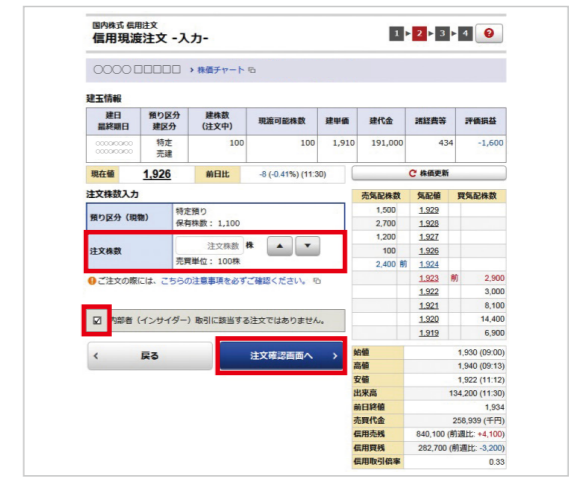 国内株式 信用注文
信用現渡注文 -入力-
1 2 3 4 ?
○○○○ □□□□□ 株価チャート
建玉情報
建日 最終期日 預り区分 建区分 建株数 (注文中) 現渡可能株数 建単価 建代金 諸経費等 評価損益
○○○○/○○/○○ ○○○○/○○/○○ 特定 売建 100 100 1,910 191,000 434 -1,600
現在値 1,926 前日比 -8 (-0.41%) (11:30) 株価更新
注文株数入力
預り区分 (現物) 特定預り
保有株数: 1,100
注文株数 注文株数 株 ▲ ▼
売買単位: 100株
ご注文の際には、こちらの注意事項を必ずご確認ください。
内部者 (インサイダー) 取引に該当する注文ではありません。
戻る 注文確認画面へ
売気配株数 気配値 買気配株数
1,500 1,929
2,700 1,928
1,200 1,927
100 1,926
2,400 前 1,924
1,923 前 2,900
1,922 3,000
1,921 8,100
1,920 14,400
1,919 6,900
始値 1,930 (09:00)
高値 1,940 (09:13)
安値 1,922 (11:12)
出来高 134,200 (11:30)
前日終値 1,934
売買代金 258,939 (千円)
信用売残 840,100 (前週比: +4,100)
信用買残 282,700 (前週比: -3,200)
信用取引倍率 0.33